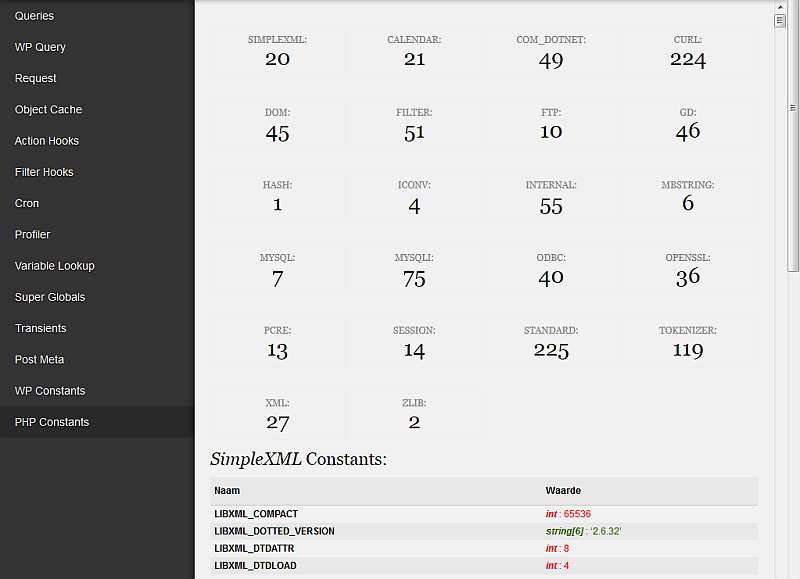 Queries
WP Query
Request
Object Cache
Action Hooks
Filter Hooks
Cron
Profiler
Variable Lookup
Super Globals
Transients
Post Meta
WP Constants
PHP Constants
SIMPLEXML: CALENDAR: COM_DOTNET: CURL:
20 21 49 224
DOM: FILTER: FTP: GD:
45 51 10 46
HASH: ICONV: INTERNAL: MBSTRING:
1 4 55 6
MYSQL: MYSQLI: ODBC: OPENSSL:
7 75 40 36
PCRE: SESSION: STANDARD: TOKENIZER:
13 14 225 119
XML: ZLIB:
27 2
SimpleXML Constants:
Naam Waarde
LIBXML_COMPACT int : 65536
LIBXML_DOTTED_VERSION string[6] : '2.6.32'
LIBXML_DTDATTR int : 8
LIBXML_DTDLOAD int : 4